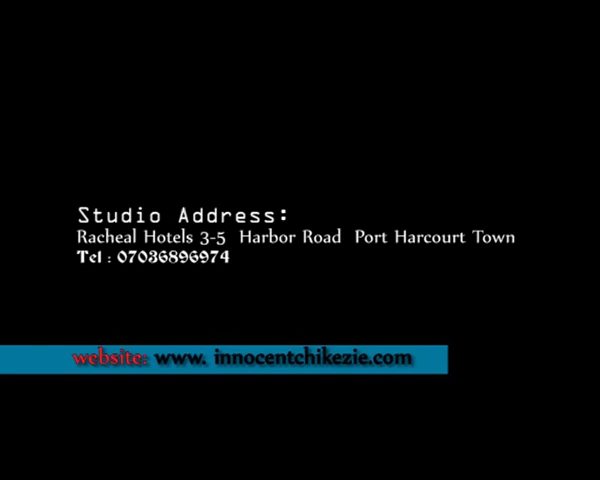 Studio Address:
Racheal Hotels 3-5 Harbor Road Port Harcourt Town
Tel : 07036896974
website: www. innocentchikezie.com